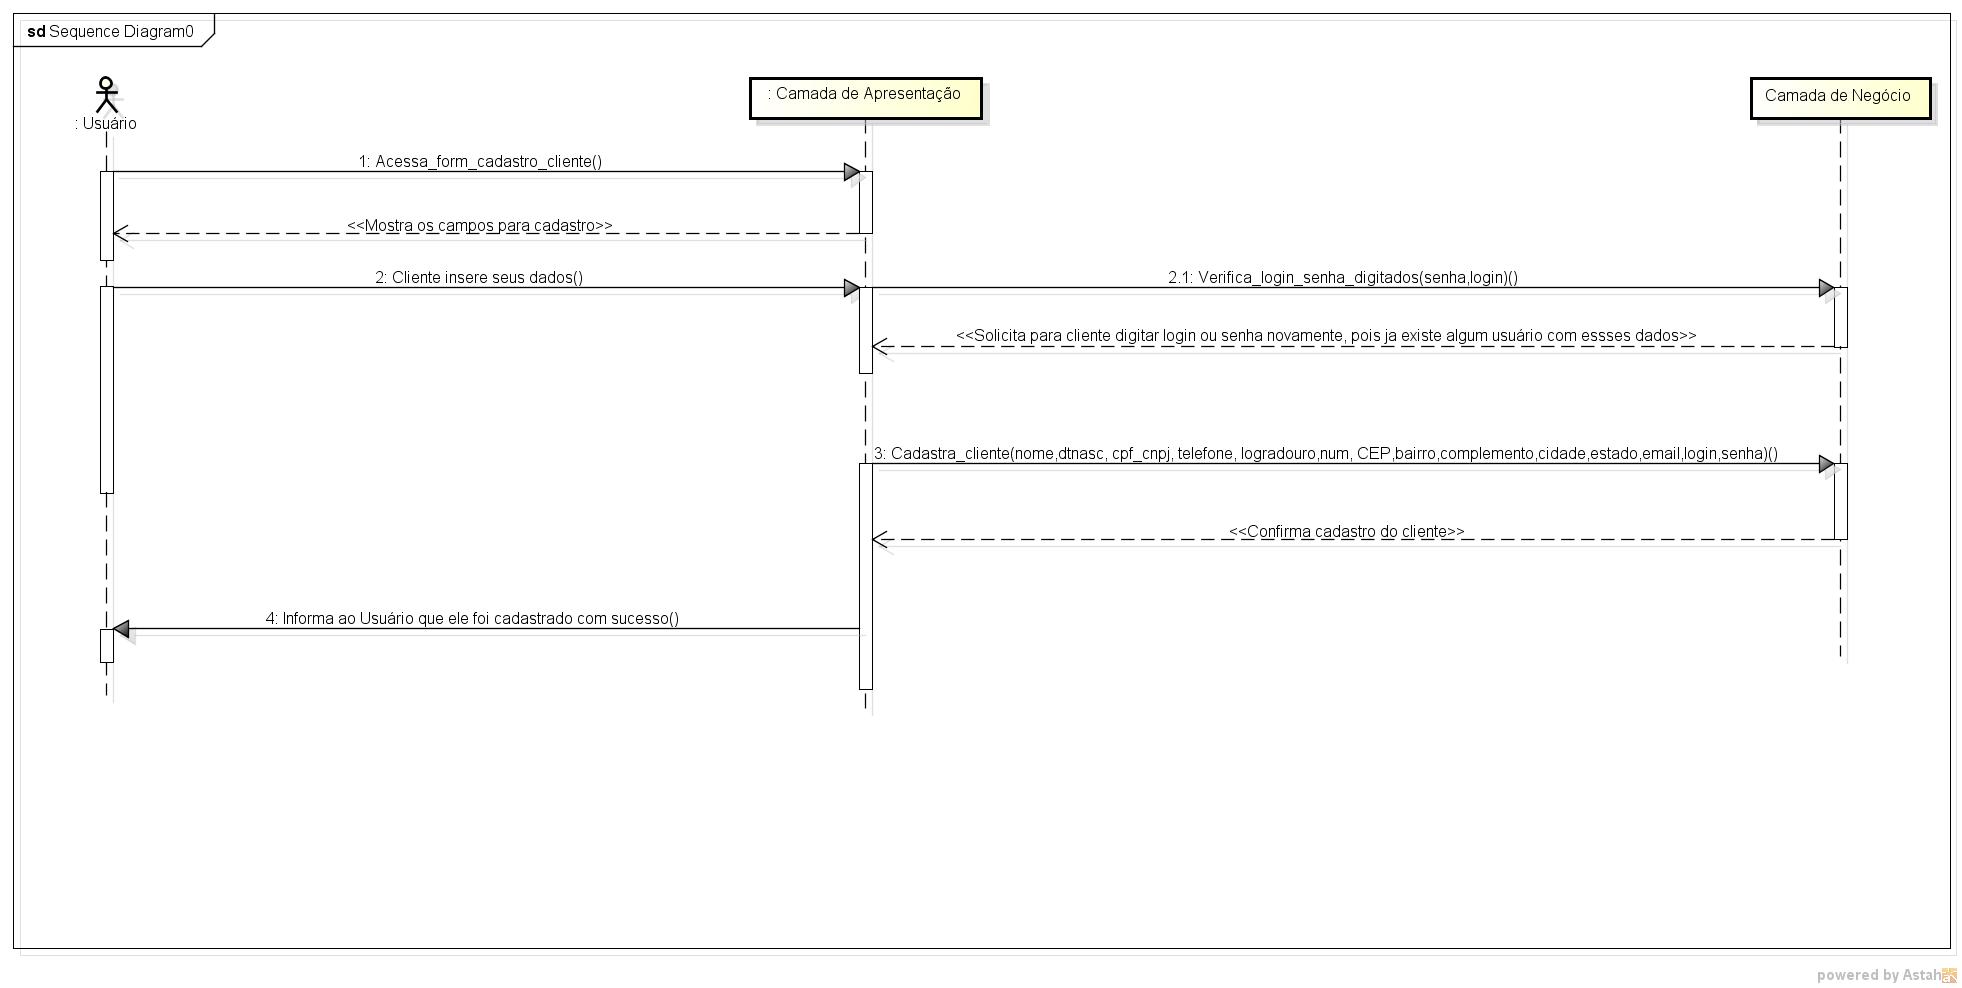 sd Sequence Diagram0
: Usuário
: Camada de Apresentação
Camada de Negócio
1: Acessa_form_cadastro_cliente()
<<Mostra os campos para cadastro>>
2: Cliente insere seus dados()
2.1: Verifica_login_senha_digitados(senha,login)()
<<Solicita para cliente digitar login ou senha novamente, pois ja existe algum usuário com essses dados>>
3: Cadastra_cliente(nome,dtnasc, cpf_cnpj, telefone, logradouro,num, CEP,bairro,complemento,cidade,estado,email,login,senha)()
<<Confirma cadastro do cliente>>
4: Informa ao Usuário que ele foi cadastrado com sucesso()
powered by Astah